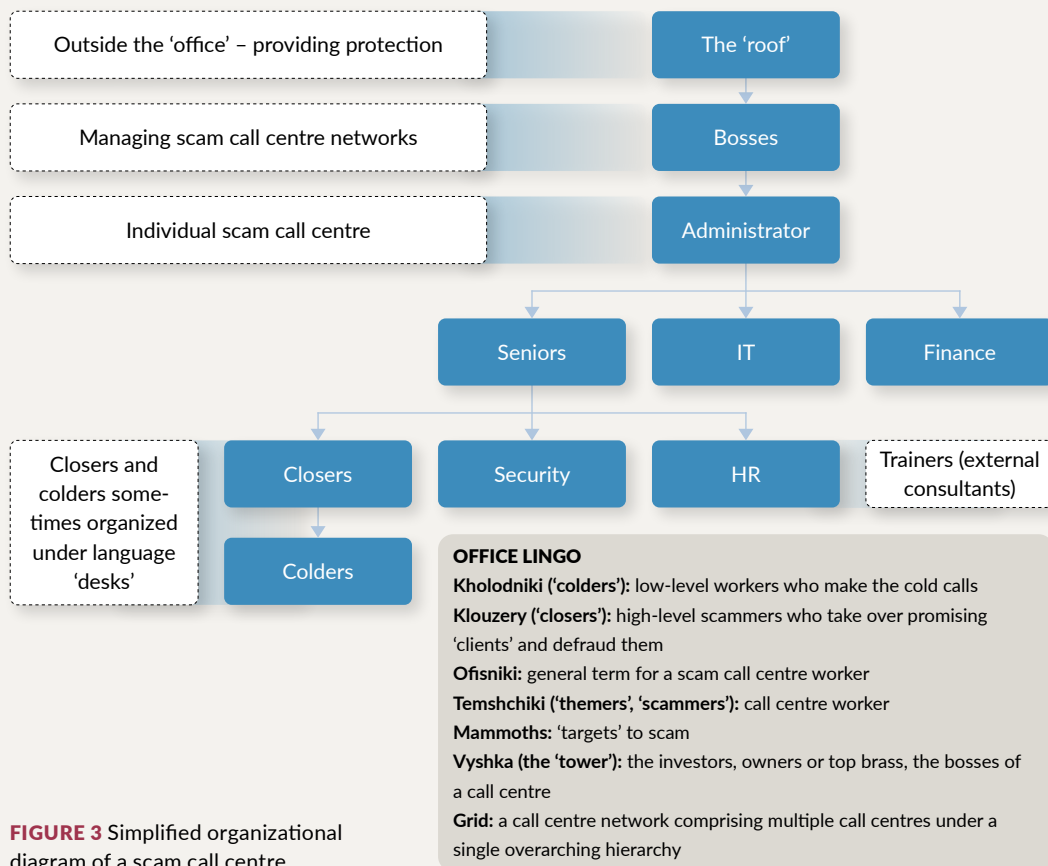 Outside the ‘office’ – providing protection
The ‘roof’
Managing scam call centre networks
Bosses
Individual scam call centre
Administrator
Seniors
IT
Finance
Closers and
colders some-
times organized
under language
‘desks’
Closers
Security
HR
Trainers (external
consultants)
Colders
OFFICE LINGO
Kholodniki (‘colders’): low-level workers who make the cold calls
Klouzery (‘closers’): high-level scammers who take over promising
‘clients’ and defraud them
Ofisniki: general term for a scam call centre worker
Temshchiki (‘themers’, ‘scammers’): call centre worker
Mammoths: ‘targets’ to scam
Vyshka (the ‘tower’): the investors, owners or top brass, the bosses of
a call centre
Grid: a call centre network comprising multiple call centres under a
single overarching hierarchy
FIGURE 3 Simplified organizational
diagram of a scam call centre